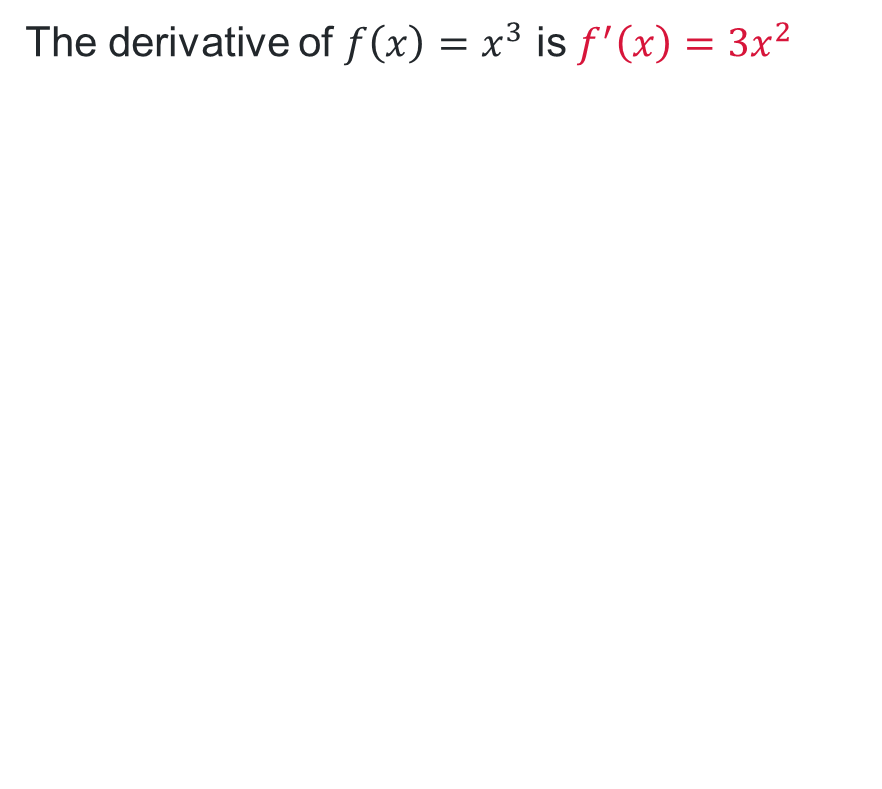 The derivative of f(x) = x³ is f′(x) = 3x²